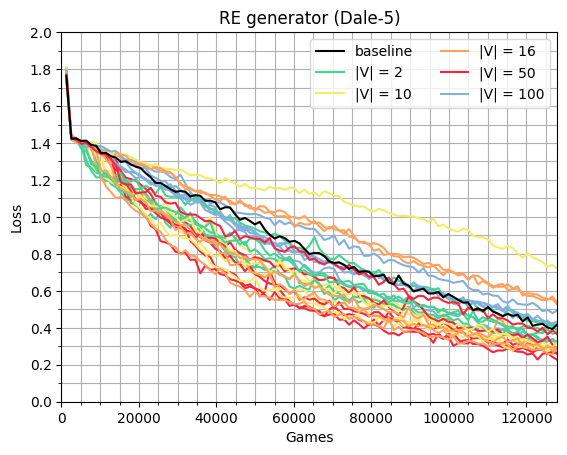 RE generator (Dale-5)
2.0
1.8
1.6
1.4
1.2
1.0
0.8
0.6
0.4
0.2
0.0
Loss
baseline
|V| = 2
|V| = 10
|V| = 16
|V| = 50
|V| = 100
0 20000 40000 60000 80000 100000 120000
Games